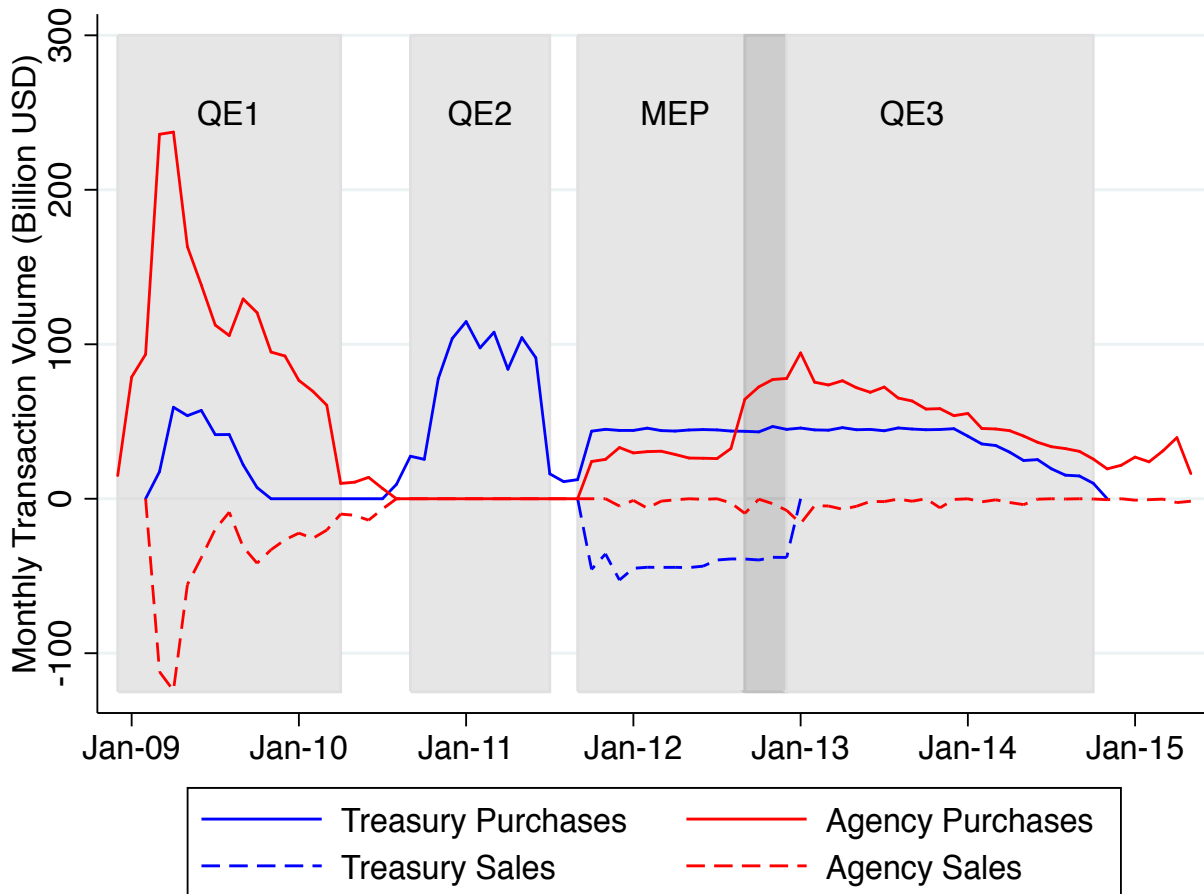 Monthly Transaction Volume (Billion USD)
300
200
100
0
-100
QE1
QE2
MEP
QE3
Jan-09
Jan-10
Jan-11
Jan-12
Jan-13
Jan-14
Jan-15
Treasury Purchases
Agency Purchases
Treasury Sales
Agency Sales